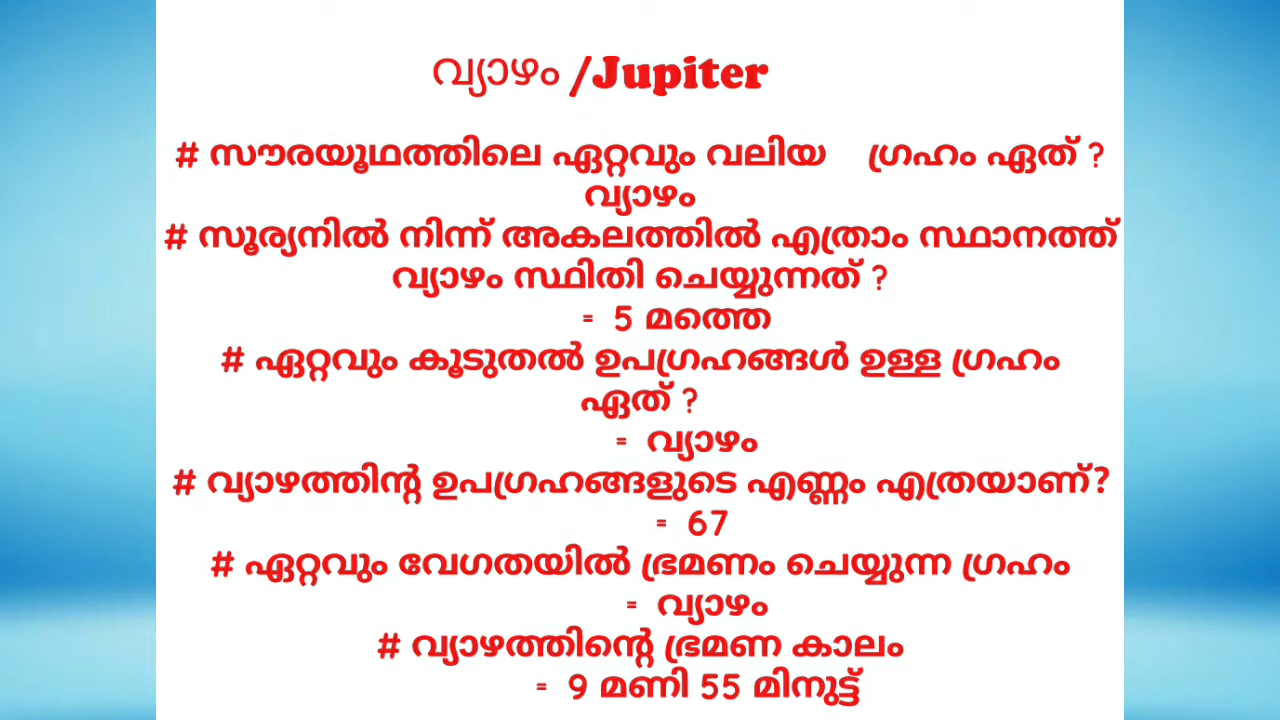 വ്യാഴം /Jupiter
# സൗരയൂഥത്തിലെ ഏറ്റവും വലിയ ഗ്രഹം ഏത് ?
വ്യാഴം
# സൂര്യനിൽ നിന്ന് അകലത്തിൽ എത്രാം സ്ഥാനത്ത്
വ്യാഴം സ്ഥിതി ചെയ്യുന്നത് ?
= 5 മത്തെ
# ഏറ്റവും കൂടുതൽ ഉപഗ്രഹങ്ങൾ ഉള്ള ഗ്രഹം
ഏത് ?
= വ്യാഴം
# വ്യാഴത്തിന്റ ഉപഗ്രഹങ്ങളുടെ എണ്ണം എത്രയാണ്?
= 67
# ഏറ്റവും വേഗതയിൽ ഭ്രമണം ചെയ്യുന്ന ഗ്രഹം
= വ്യാഴം
# വ്യാഴത്തിന്റെ ഭ്രമണ കാലം
= 9 മണി 55 മിനുട്ട്